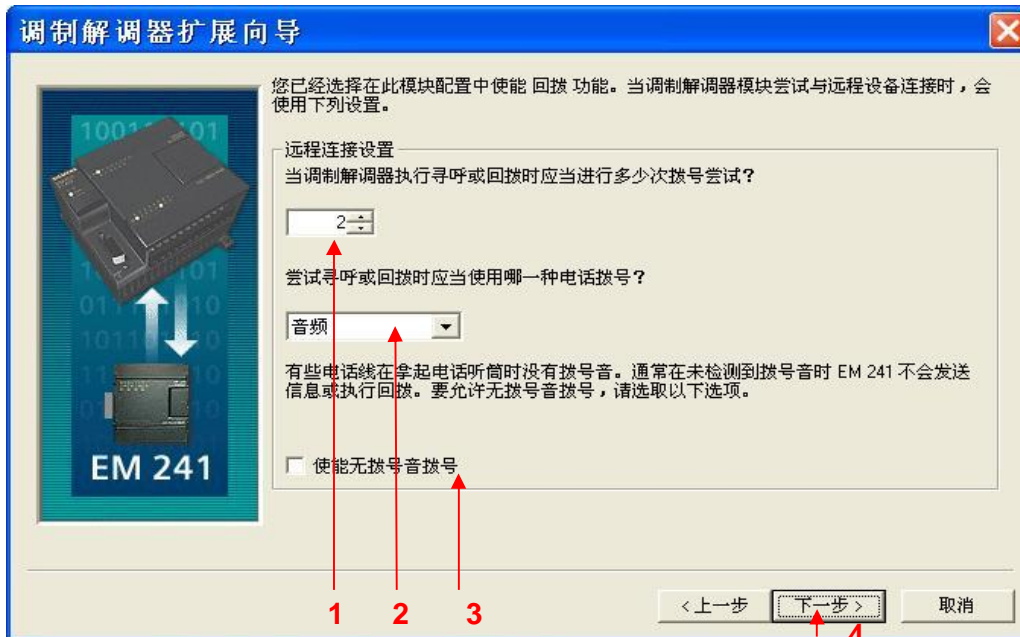 调制解调器扩展向导
您已经选择在此模块配置中使能 回拨 功能。当调制解调器模块尝试与远程设备连接时，会
使用下列设置。
远程连接设置
当调制解调器执行寻呼或回拨时应当进行多少次拨号尝试？
2
尝试寻呼或回拨时应当使用哪一种电话拨号？
音频
有些电话线在拿起电话听筒时没有拨号音。通常在未检测到拨号音时 EM 241 不会发送
信息或执行回拨。要允许无拨号音拨号，请选取以下选项。
使能无拨号音拨号
EM 241
<上一步
下一步>
取消
1
2
3
4